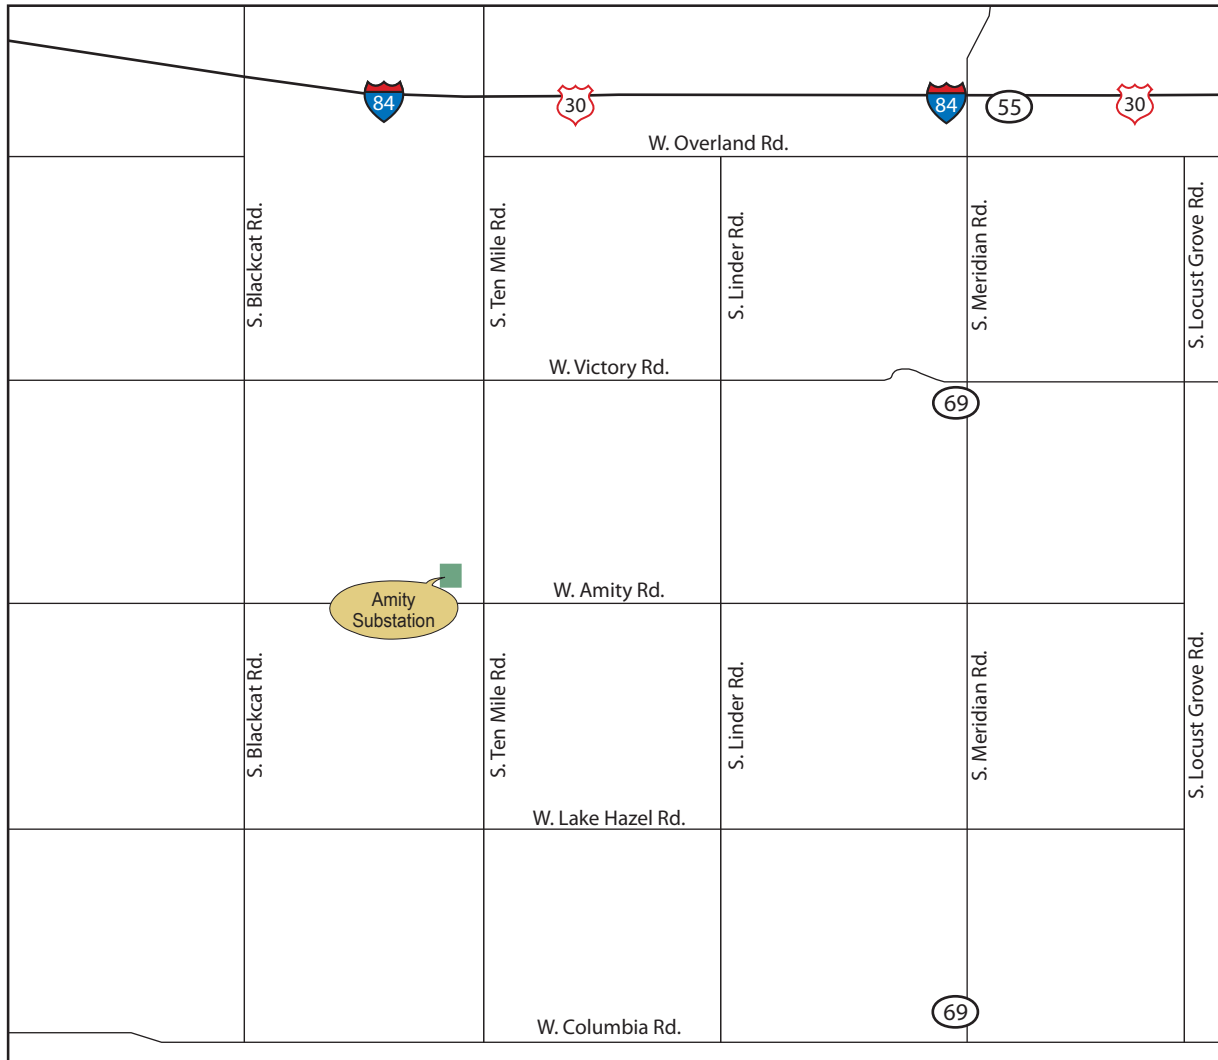 84
30
84
55
30
W. Overland Rd.
S. Blackcat Rd.
S. Ten Mile Rd.
S. Linder Rd.
S. Meridian Rd.
S. Locust Grove Rd.
W. Victory Rd.
69
W. Amity Rd.
Amity
Substation
S. Blackcat Rd.
S. Ten Mile Rd.
S. Linder Rd.
S. Meridian Rd.
S. Locust Grove Rd.
W. Lake Hazel Rd.
69
W. Columbia Rd.